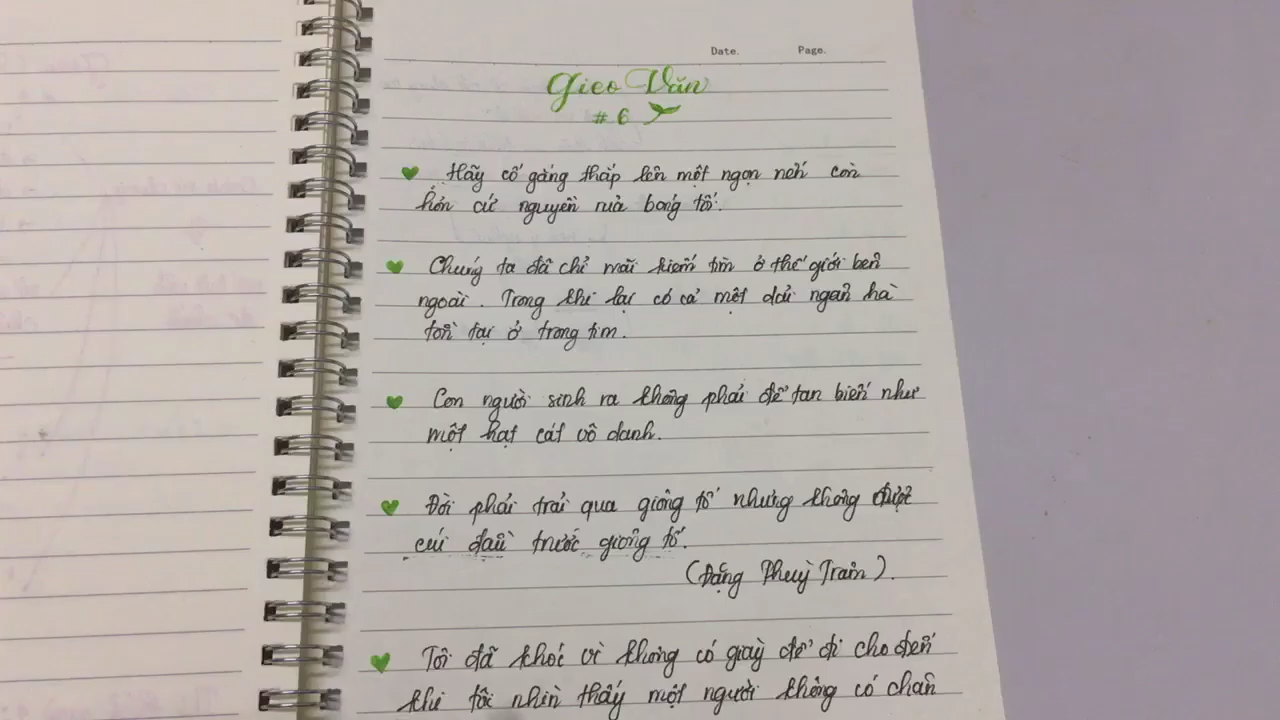 Date. Page.
Gieo Văn
# 6
Hãy cố gắng thắp lên một ngọn nến còn
hơn cứ nguyền rủa bóng tối.
Chúng ta đã chỉ mãi kiếm tìm ở thế giới bên
ngoài. Trong khi lại có cả một dải ngân hà
tồn tại ở trong tim.
Con người sinh ra không phải để tan biến như
một hạt cát vô danh.
Đời phải trải qua giông tố nhưng không được
cúi đầu trước giông tố.
(Đặng Thuỳ Trâm).
Tôi đã khóc vì không có giày để đi cho đến
khi tôi nhìn thấy một người không có chân